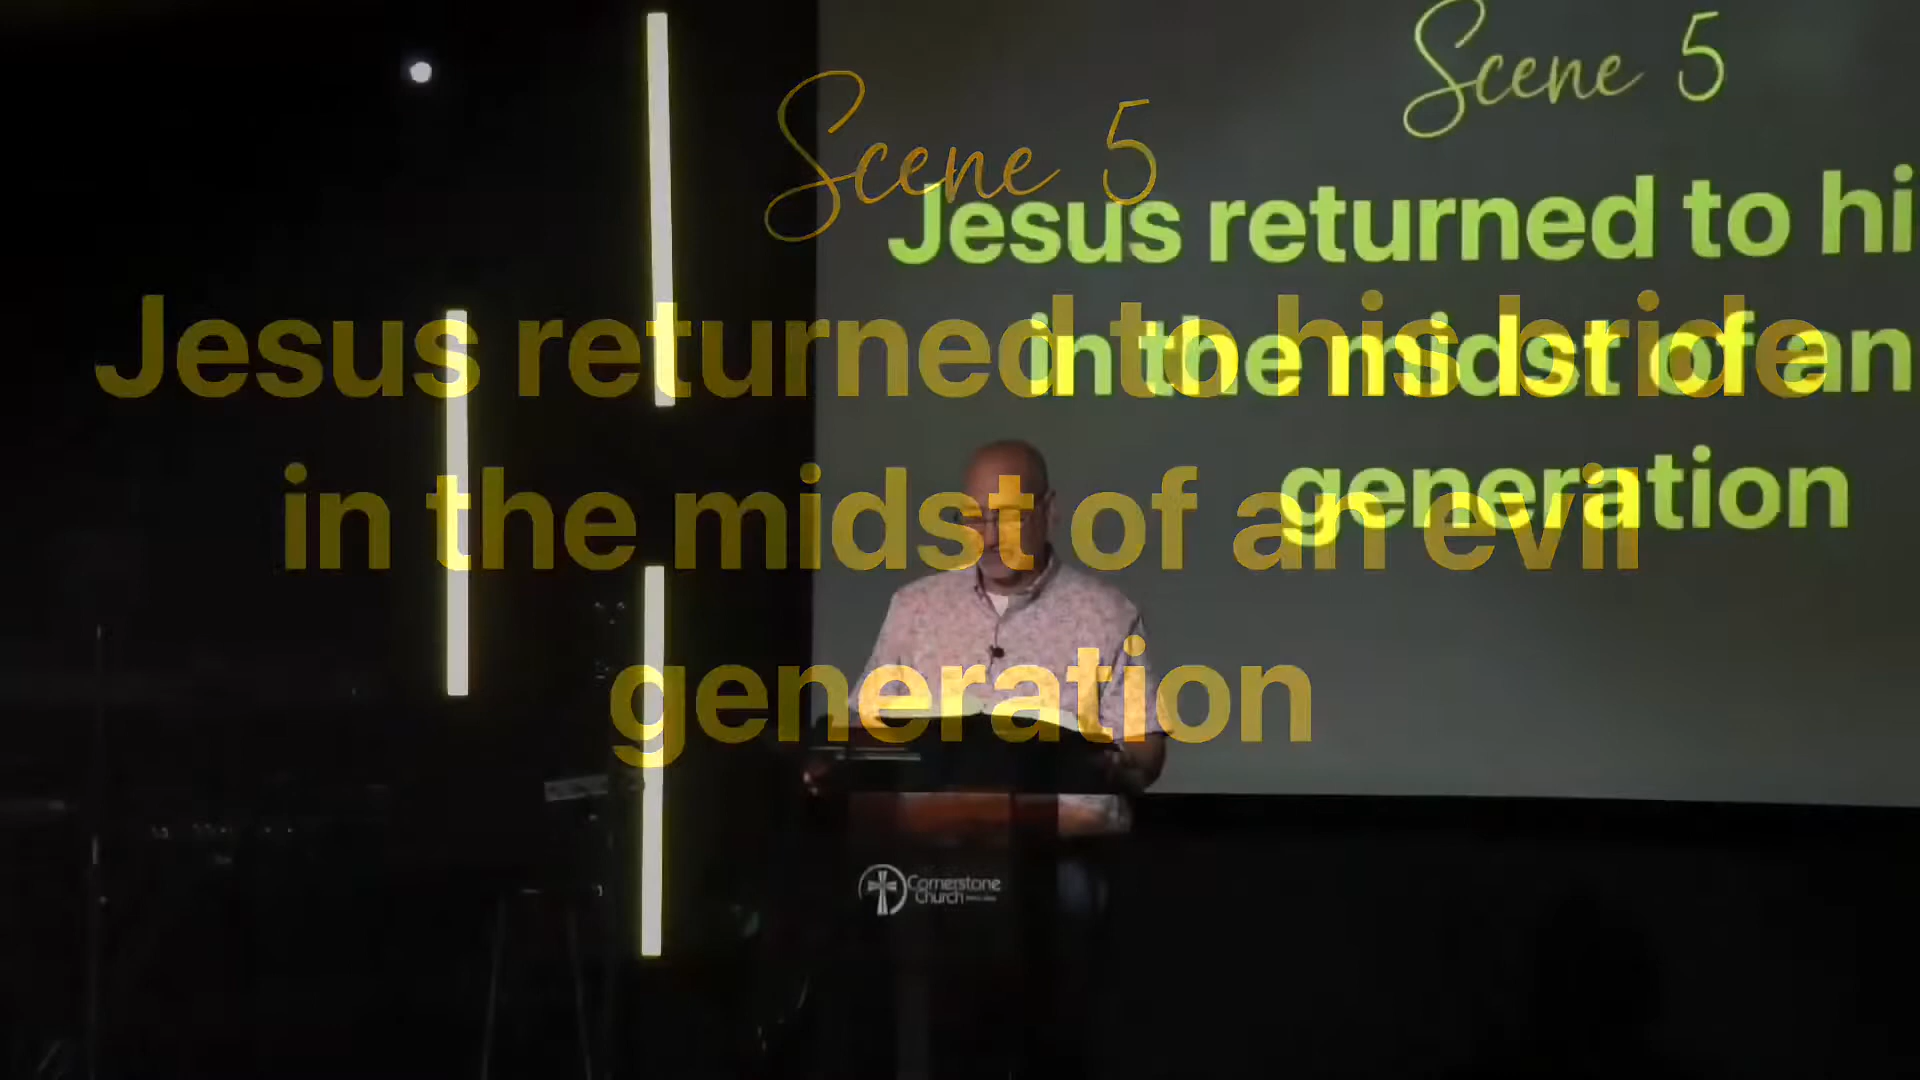 Scene 5
Jesus returned to hi
in the midst of an
generation
Scene 5
Jesus returned to his bride
in the midst of an evil
generation
Cornerstone
Church